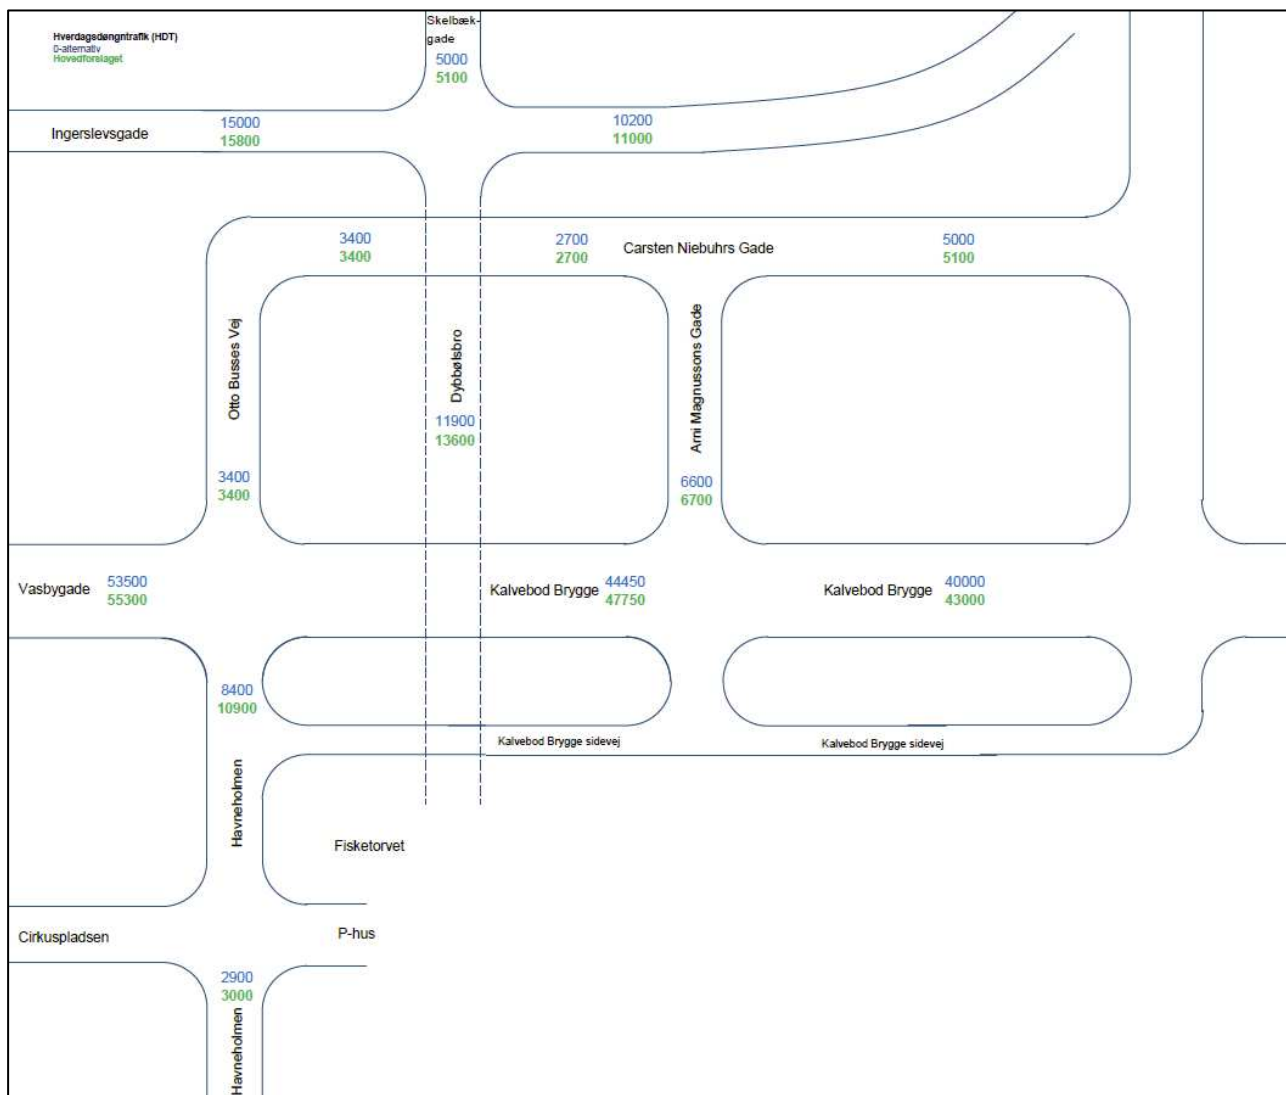 Hverdagsdøngntrafik (HDT)
0-alternativ
Hovedforslaget
Skelbæk-
gade
5000
5100
Ingerslevsgade
15000
15800
10200
11000
3400
3400
2700
2700
Carsten Niebuhrs Gade
5000
5100
Otto Busses Vej
3400
3400
Dybbølsbro
11900
13600
Arni Magnussons Gade
6600
6700
Vasbygade
53500
55300
Kalvebod Brygge
44450
47750
Kalvebod Brygge
40000
43000
8400
10900
Kalvebod Brygge sidevej
Kalvebod Brygge sidevej
Havneholmen
Fisketorvet
Cirkuspladsen
P-hus
2900
3000
Havneholmen